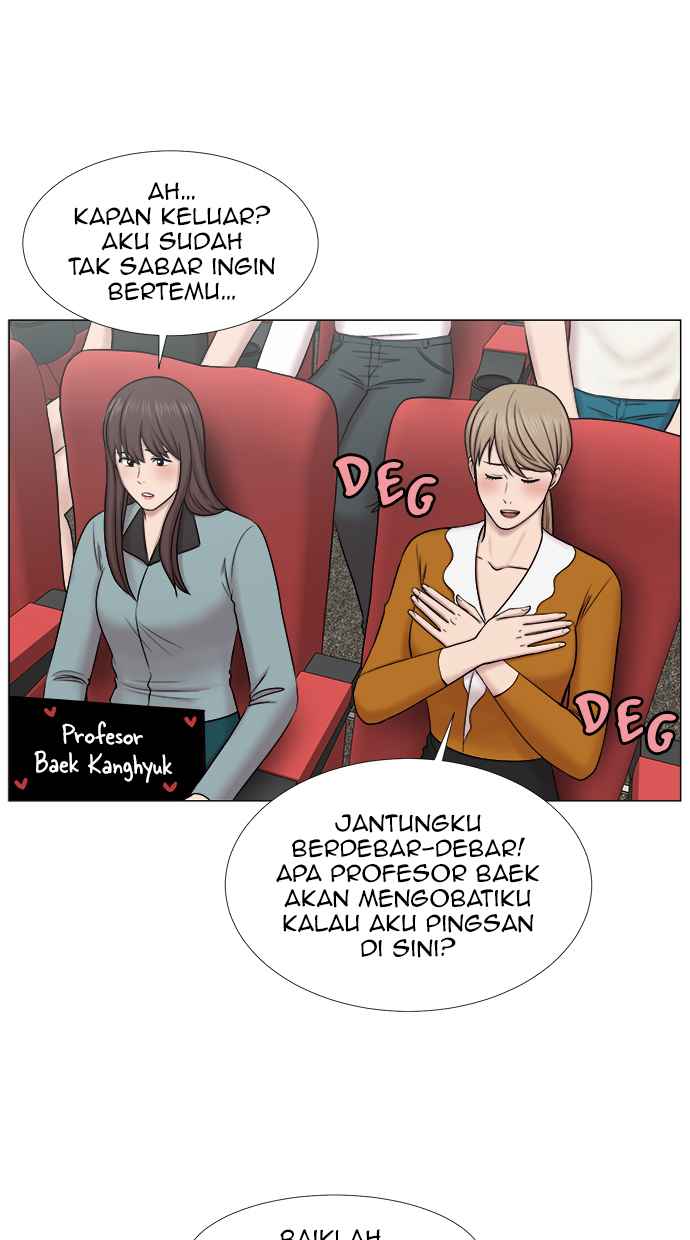 AH...
KAPAN KELUAR?
AKU SUDAH
TAK SABAR INGIN
BERTEMU...
DEG
DEG
Profesor
Baek Kanghyuk
JANTUNGKU
BERDEBAR-DEBAR!
APA PROFESOR BAEK
AKAN MENGOBATIKU
KALAU AKU PINGSAN
DI SINI?
BAIKLAH